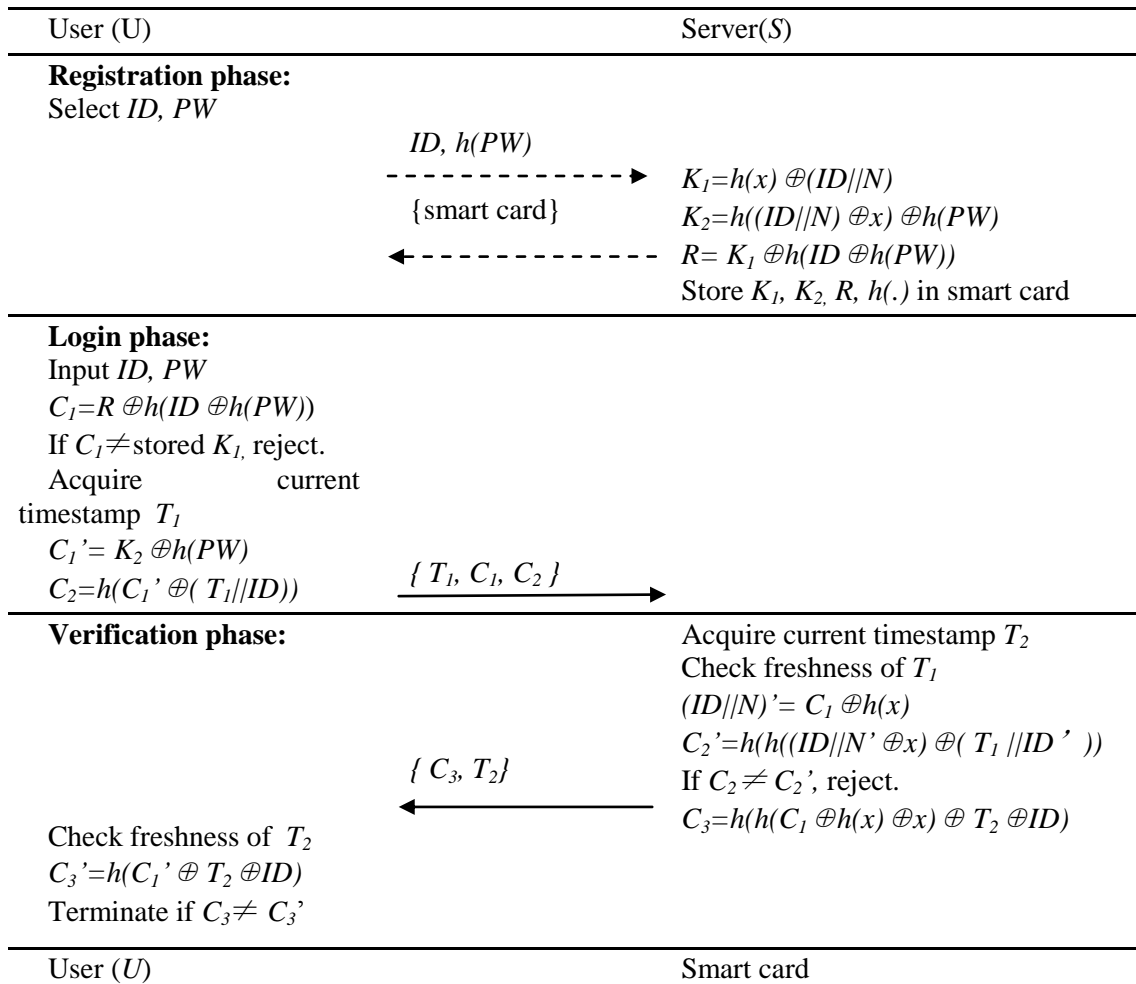 User (U) Server(S)
Registration phase:
Select ID, PW
ID, h(PW)
K₁=h(x) ⊕(ID||N)
{smart card}
K₂=h((ID||N) ⊕x) ⊕h(PW)
R= K₁ ⊕h(ID ⊕h(PW))
Store K₁, K₂, R, h(.) in smart card
Login phase:
Input ID, PW
C₁=R ⊕h(ID ⊕h(PW))
If C₁≠stored K₁, reject.
Acquire current
timestamp T₁
C₁’= K₂ ⊕h(PW)
C₂=h(C₁’ ⊕( T₁||ID))
{ T₁, C₁, C₂ }
Verification phase:
Acquire current timestamp T₂
Check freshness of T₁
(ID||N)’= C₁ ⊕h(x)
C₂’=h(h((ID||N’ ⊕x) ⊕( T₁ ||ID’ ))
{ C₃, T₂}
If C₂≠ C₂’, reject.
C₃=h(h(C₁ ⊕h(x) ⊕x) ⊕ T₂ ⊕ID)
Check freshness of T₂
C₃’=h(C₁’ ⊕ T₂ ⊕ID)
Terminate if C₃≠ C₃’
User (U) Smart card